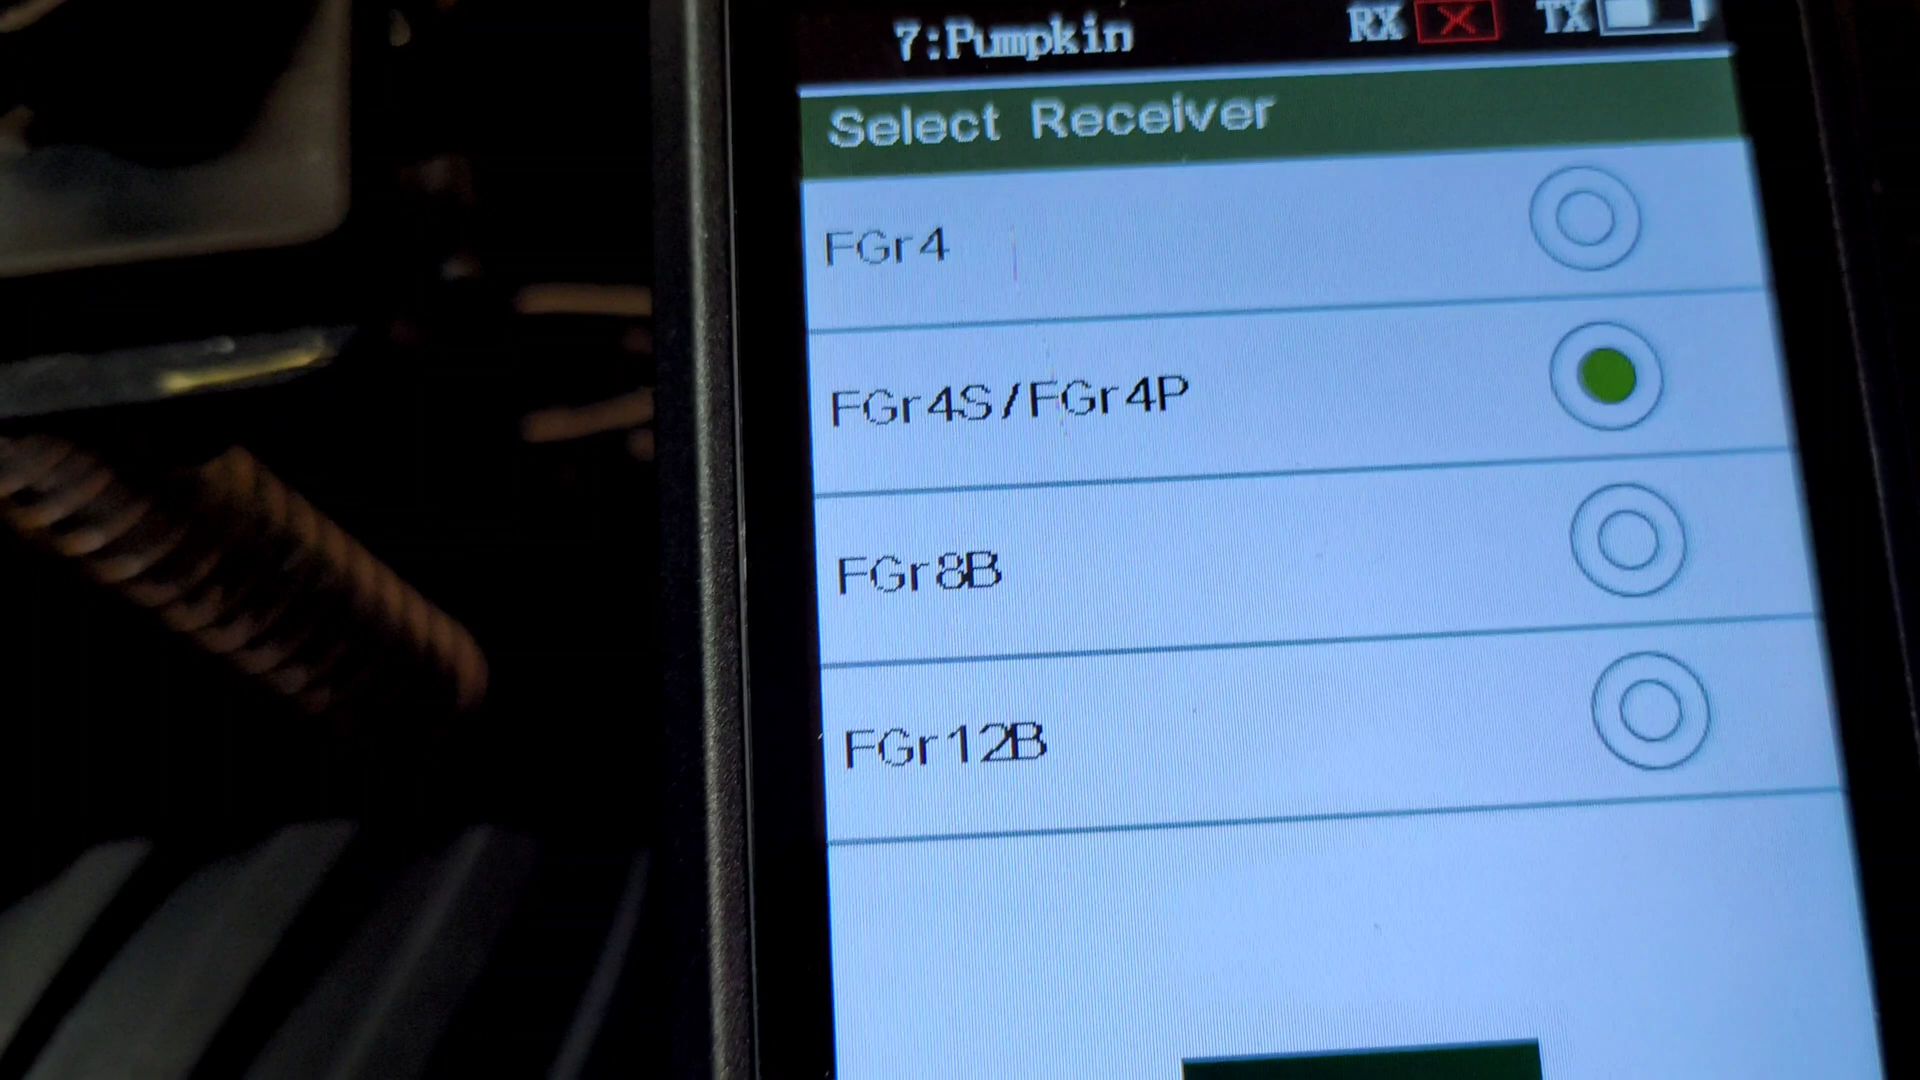 7:Pumpkin RX TX
Select Receiver
FGr4
FGr4S/FGr4P
FGr8B
FGr12B